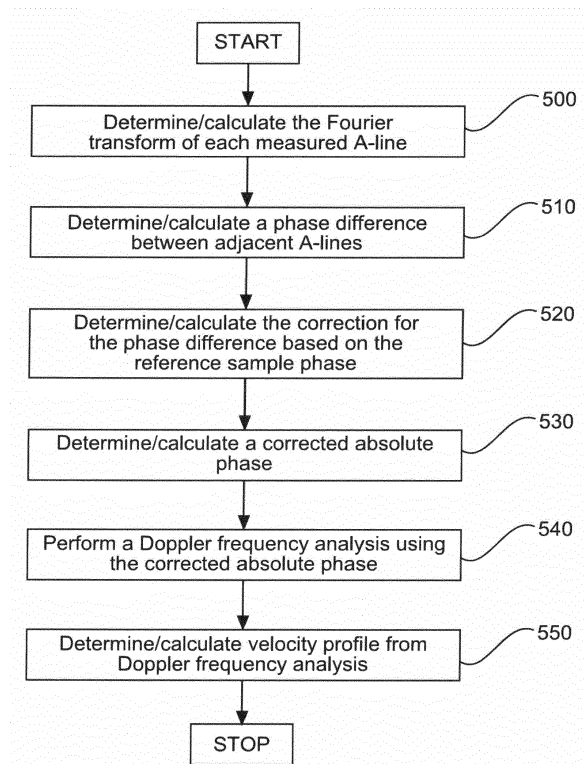 START
500
Determine/calculate the Fourier
transform of each measured A-line
510
Determine/calculate a phase difference
between adjacent A-lines
520
Determine/calculate the correction for
the phase difference based on the
reference sample phase
530
Determine/calculate a corrected absolute
phase
540
Perform a Doppler frequency analysis using
the corrected absolute phase
550
Determine/calculate velocity profile from
Doppler frequency analysis
STOP